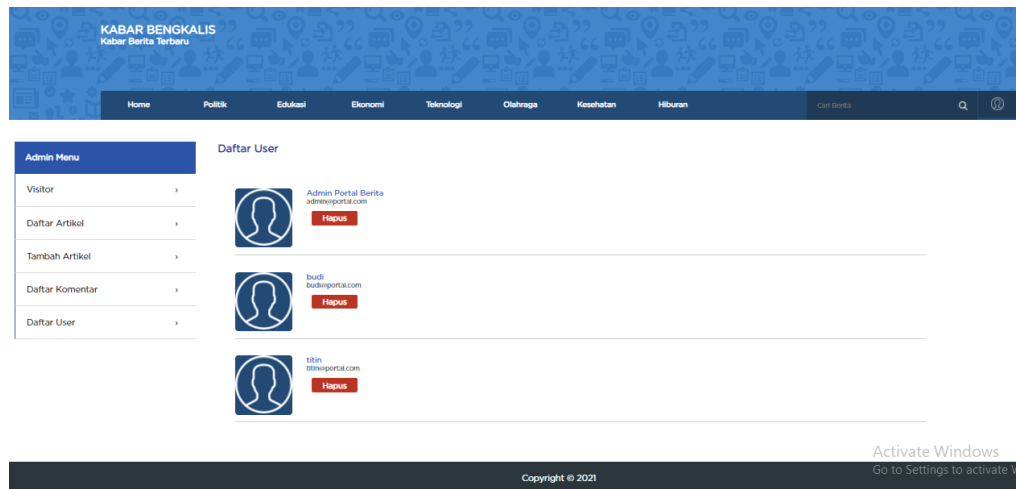 KABAR BENGKALIS
Kabar Berita Terbaru
Home Politik Edukasi Ekonomi Teknologi Olahraga Kesehatan Hiburan Cari Berita
Admin Menu
Visitor
Daftar Artikel
Tambah Artikel
Daftar Komentar
Daftar User
Daftar User
Admin Portal Berita
admin@portal.com
Hapus
budi
budi@portal.com
Hapus
titin
titin@portal.com
Hapus
Activate Windows
Go to Settings to activate W
Copyright © 2021